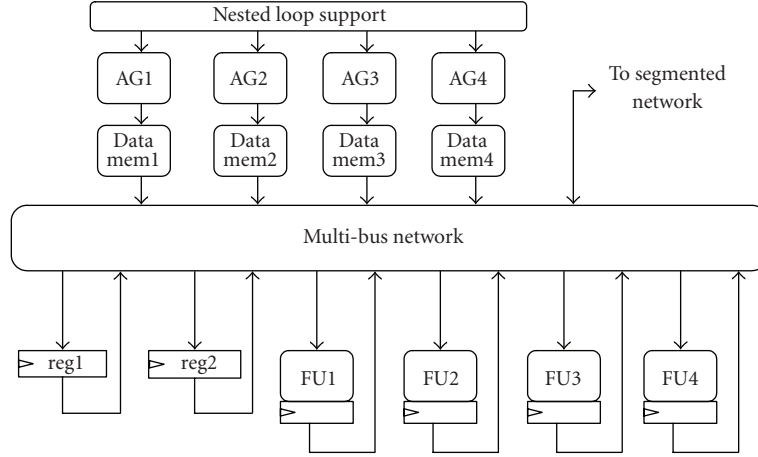 Nested loop support
AG1
AG2
AG3
AG4
To segmented
network
Data
mem1
Data
mem2
Data
mem3
Data
mem4
Multi-bus network
reg1
reg2
FU1
FU2
FU3
FU4